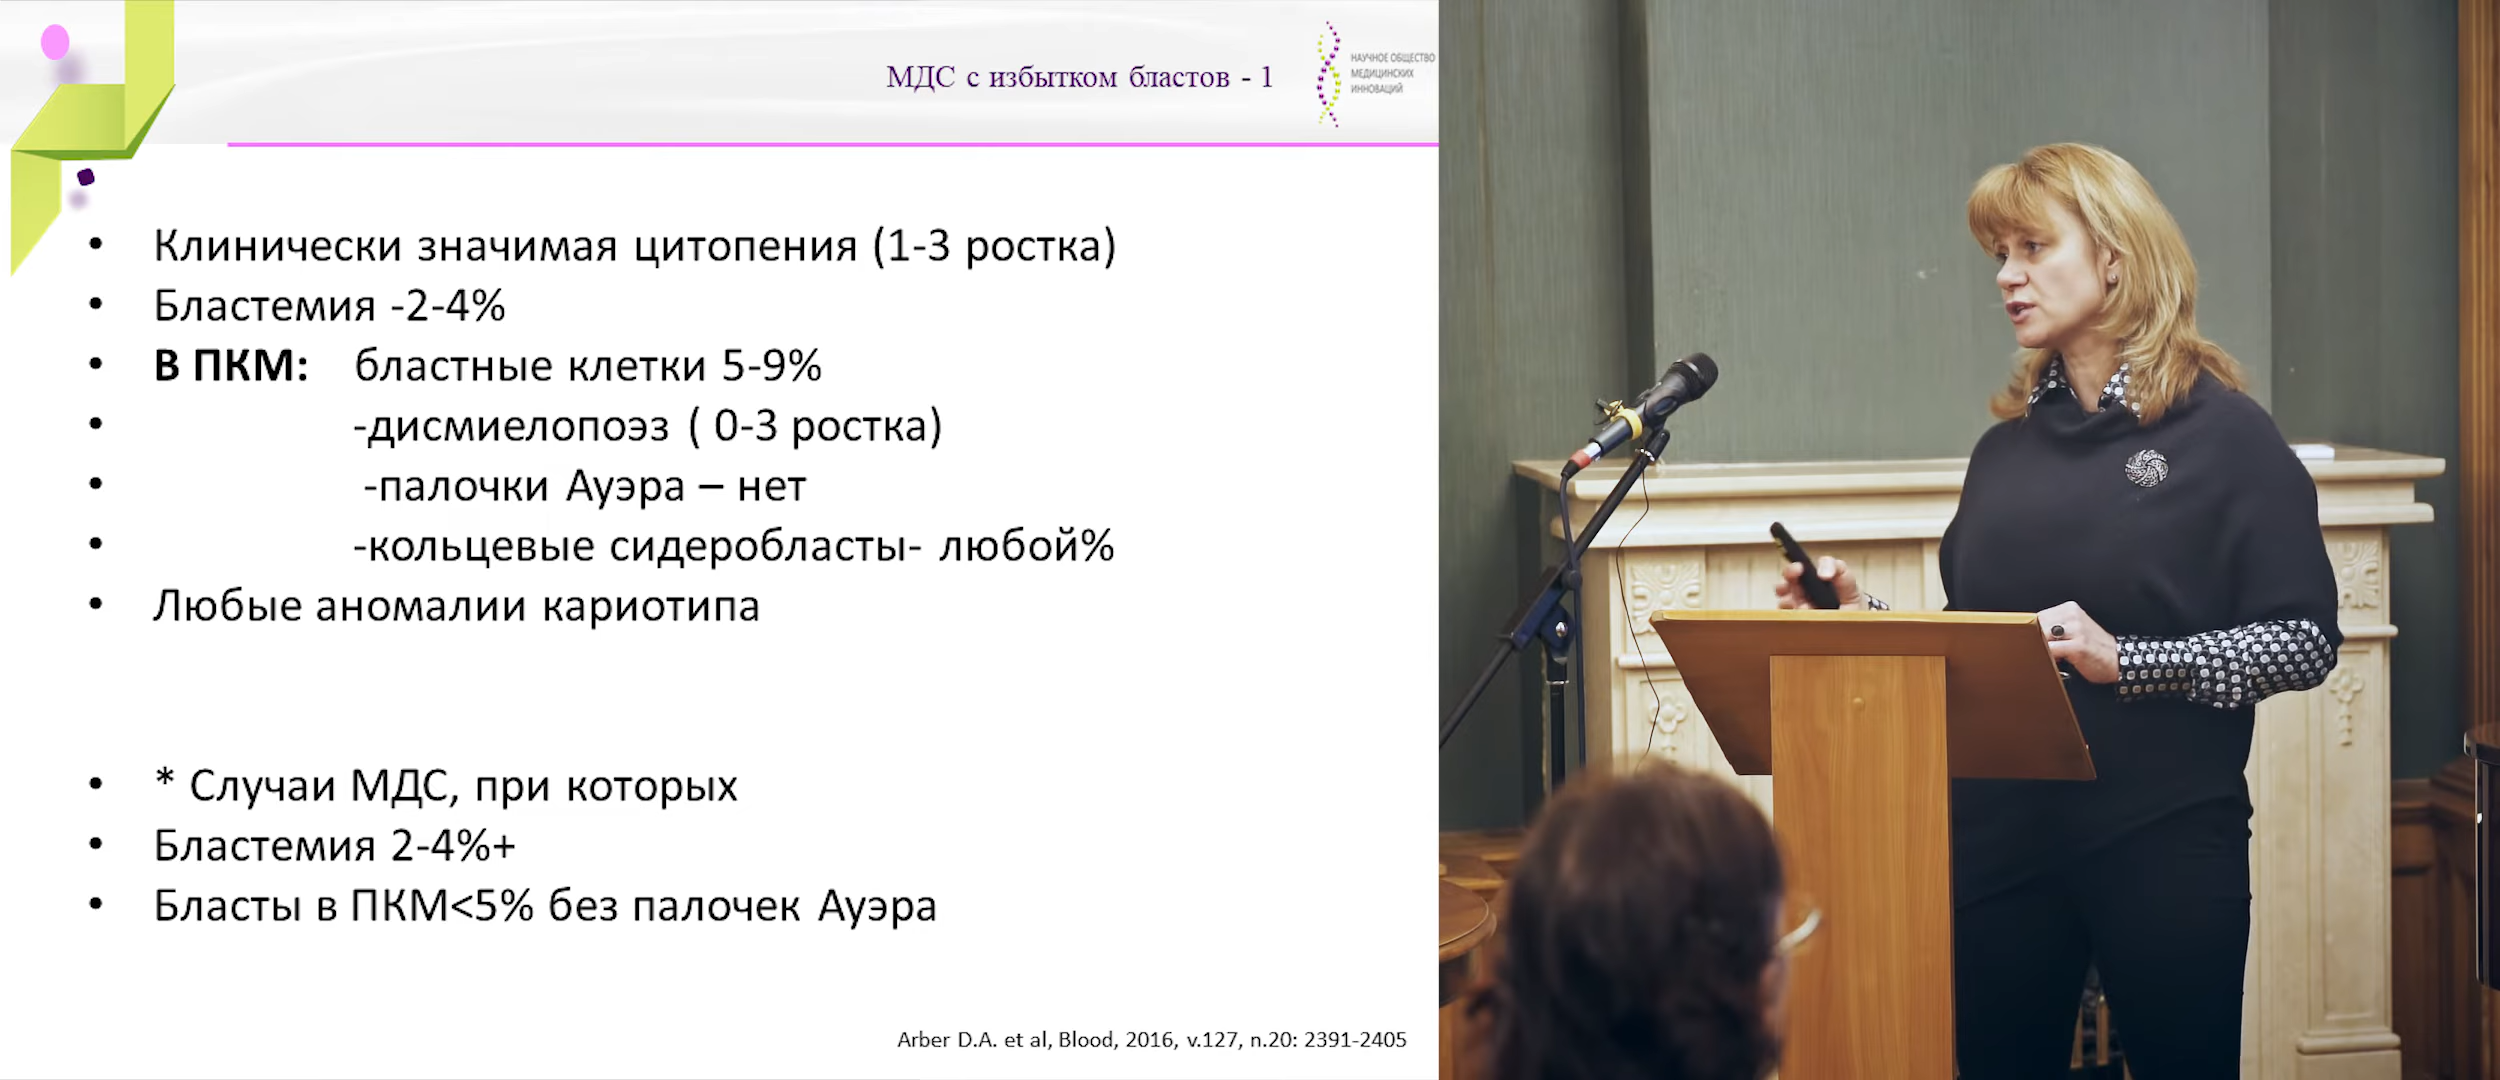 МДС с избытком бластов - 1
НАУЧНОЕ ОБЩЕСТВО
МЕДИЦИНСКИХ
ИННОВАЦИЙ
• Клинически значимая цитопения (1-3 ростка)
• Бластемия -2-4%
• В ПКМ: бластные клетки 5-9%
• -дисмиелопоэз ( 0-3 ростка)
• -палочки Ауэра – нет
• -кольцевые сидеробласты- любой%
• Любые аномалии кариотипа
• * Случаи МДС, при которых
• Бластемия 2-4%+
• Бласты в ПКМ<5% без палочек Ауэра
Arber D.A. et al, Blood, 2016, v.127, n.20: 2391-2405